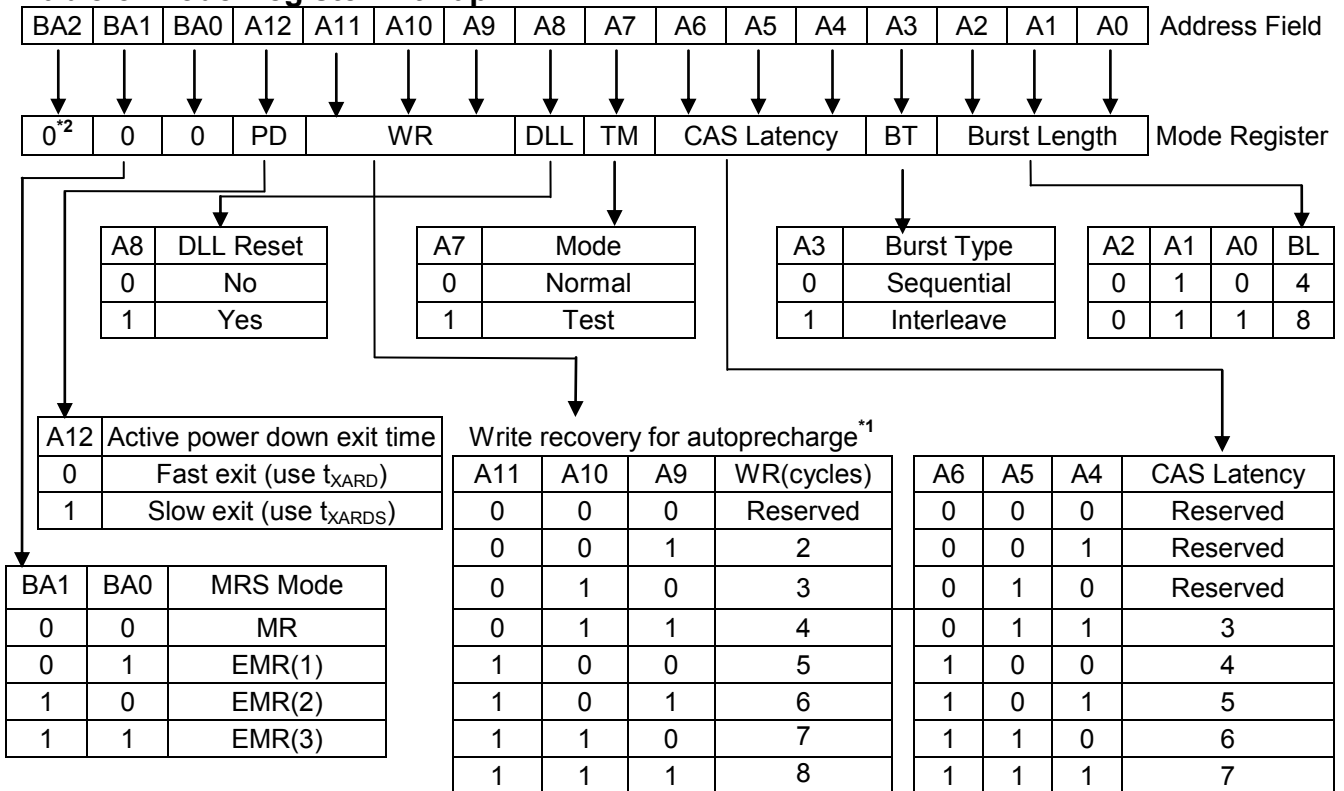 BA2 BA1 BA0 A12 A11 A10 A9 A8 A7 A6 A5 A4 A3 A2 A1 A0 Address Field
0*2 0 0 PD WR DLL TM CAS Latency BT Burst Length Mode Register
A8 DLL Reset
0 No
1 Yes
A7 Mode
0 Normal
1 Test
A3 Burst Type
0 Sequential
1 Interleave
A2 A1 A0 BL
0 1 0 4
0 1 1 8
A12 Active power down exit time
0 Fast exit (use tXARD)
1 Slow exit (use tXARDS)
BA1 BA0 MRS Mode
0 0 MR
0 1 EMR(1)
1 0 EMR(2)
1 1 EMR(3)
Write recovery for autoprecharge*1
A11 A10 A9 WR(cycles)
0 0 0 Reserved
0 0 1 2
0 1 0 3
0 1 1 4
1 0 0 5
1 0 1 6
1 1 0 7
1 1 1 8
A6 A5 A4 CAS Latency
0 0 0 Reserved
0 0 1 Reserved
0 1 0 Reserved
0 1 1 3
1 0 0 4
1 0 1 5
1 1 0 6
1 1 1 7